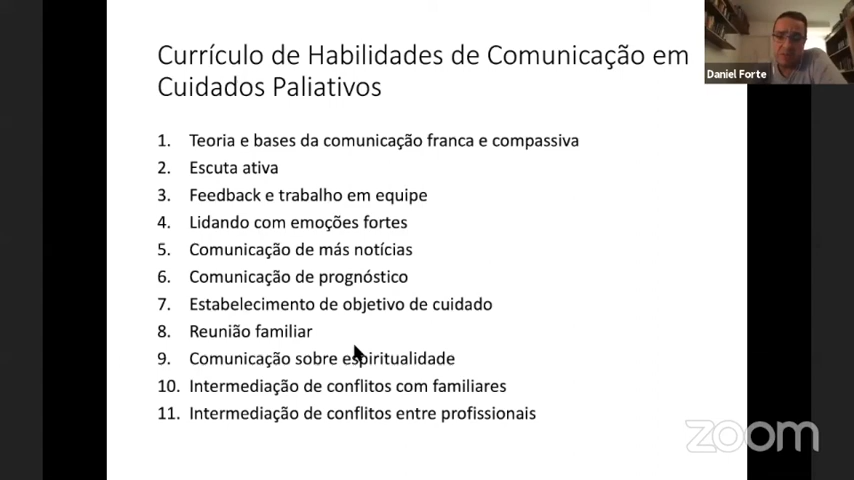 Currículo de Habilidades de Comunicação em
Cuidados Paliativos
1. Teoria e bases da comunicação franca e compassiva
2. Escuta ativa
3. Feedback e trabalho em equipe
4. Lidando com emoções fortes
5. Comunicação de más notícias
6. Comunicação de prognóstico
7. Estabelecimento de objetivo de cuidado
8. Reunião familiar
9. Comunicação sobre espiritualidade
10. Intermediação de conflitos com familiares
11. Intermediação de conflitos entre profissionais
Daniel Forte
zoom